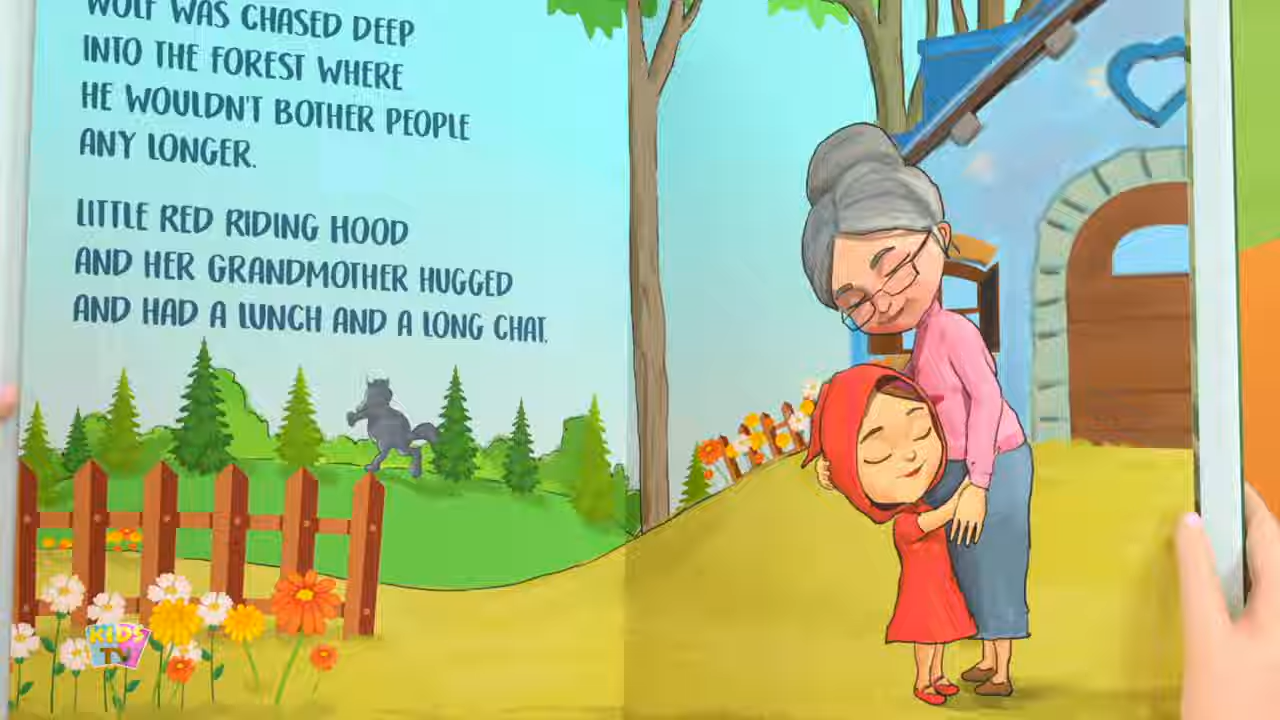 WOLF WAS CHASED DEEP
INTO THE FOREST WHERE
HE WOULDN'T BOTHER PEOPLE
ANY LONGER.
LITTLE RED RIDING HOOD
AND HER GRANDMOTHER HUGGED
AND HAD A LUNCH AND A LONG CHAT.
KIDS
TV